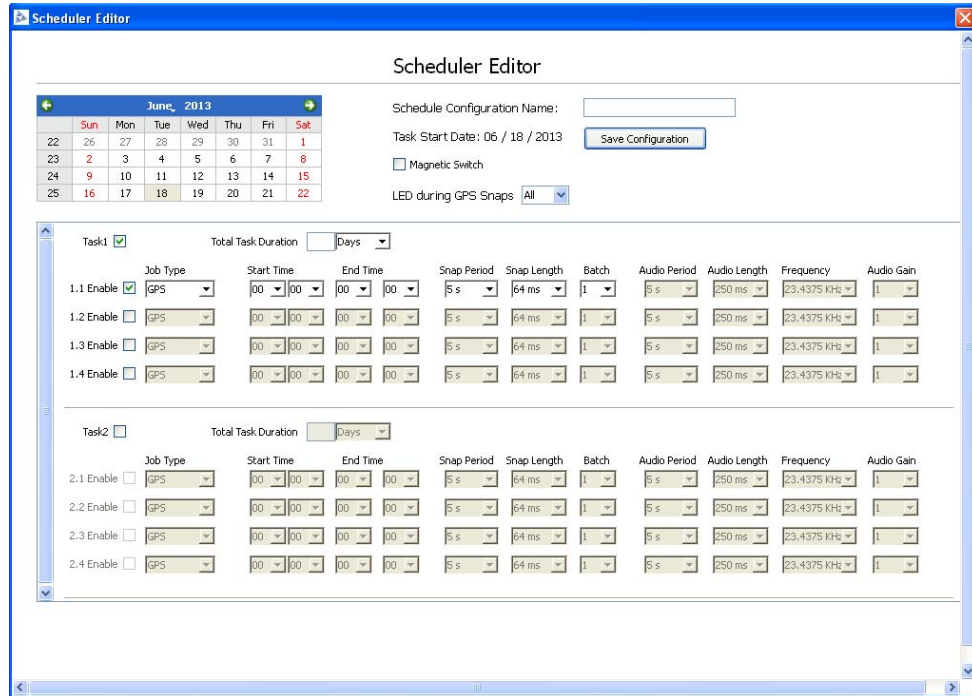 Scheduler Editor
Scheduler Editor
June, 2013
Sun Mon Tue Wed Thu Fri Sat
22 26 27 28 29 30 31 1
23 2 3 4 5 6 7 8
24 9 10 11 12 13 14 15
25 16 17 18 19 20 21 22
Schedule Configuration Name:
Task Start Date: 06 / 18 / 2013 Save Configuration
Magnetic Switch
LED during GPS Snaps All
Task1 Total Task Duration Days
Job Type Start Time End Time Snap Period Snap Length Batch Audio Period Audio Length Frequency Audio Gain
1.1 Enable GPS 00 00 00 00 5 s 64 ms 1 5 s 250 ms 23.4375 KHz 1
1.2 Enable GPS 00 00 00 00 5 s 64 ms 1 5 s 250 ms 23.4375 KHz 1
1.3 Enable GPS 00 00 00 00 5 s 64 ms 1 5 s 250 ms 23.4375 KHz 1
1.4 Enable GPS 00 00 00 00 5 s 64 ms 1 5 s 250 ms 23.4375 KHz 1
Task2 Total Task Duration Days
Job Type Start Time End Time Snap Period Snap Length Batch Audio Period Audio Length Frequency Audio Gain
2.1 Enable GPS 00 00 00 00 5 s 64 ms 1 5 s 250 ms 23.4375 KHz 1
2.2 Enable GPS 00 00 00 00 5 s 64 ms 1 5 s 250 ms 23.4375 KHz 1
2.3 Enable GPS 00 00 00 00 5 s 64 ms 1 5 s 250 ms 23.4375 KHz 1
2.4 Enable GPS 00 00 00 00 5 s 64 ms 1 5 s 250 ms 23.4375 KHz 1